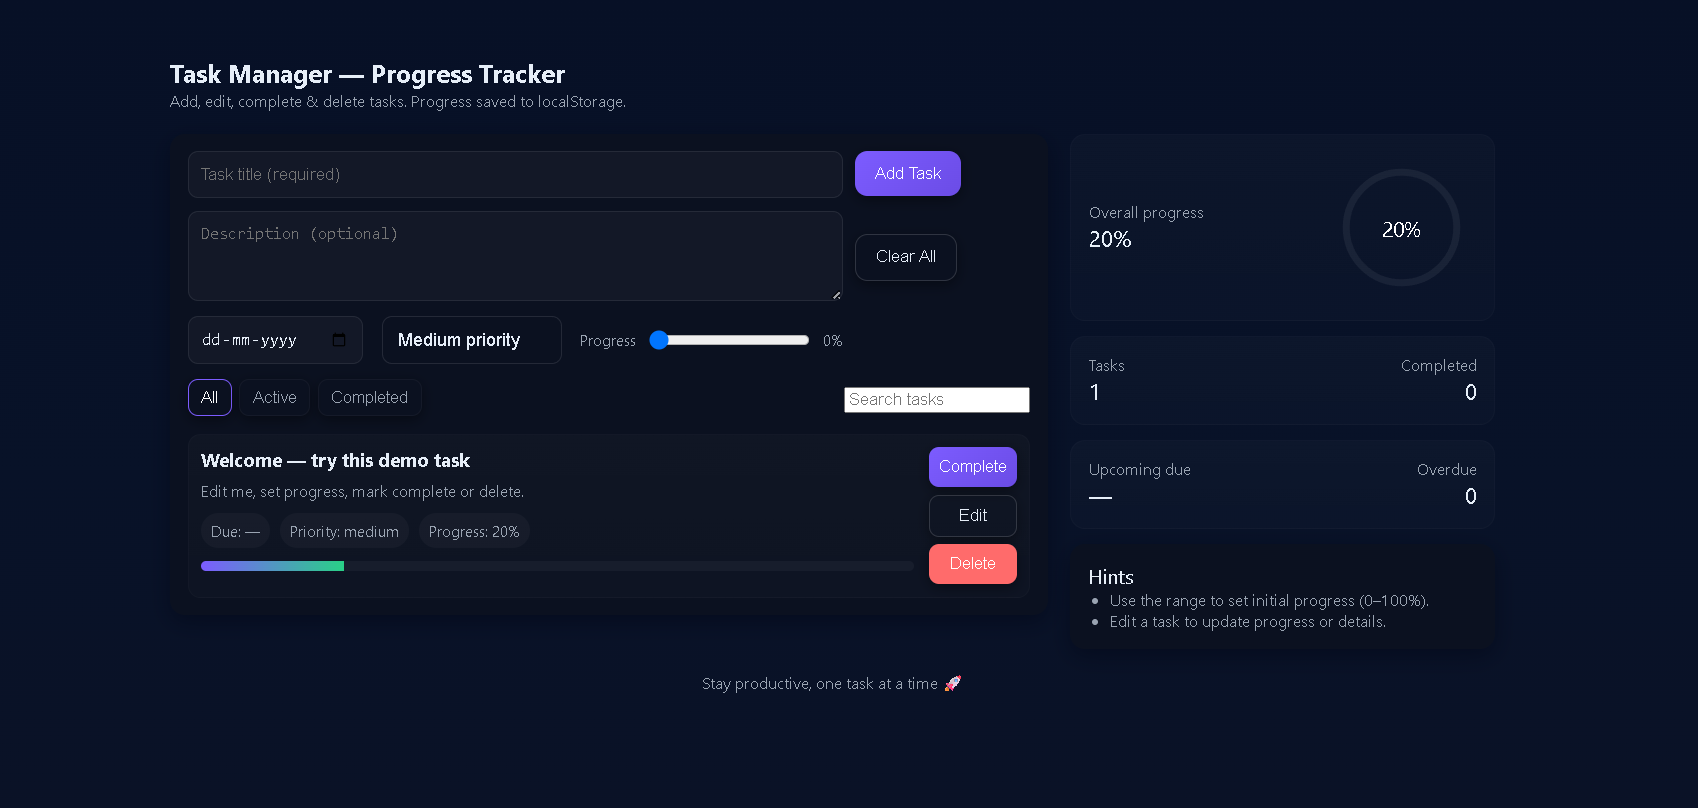 Task Manager — Progress Tracker
Add, edit, complete & delete tasks. Progress saved to localStorage.
Task title (required)
Add Task
Description (optional)
Clear All
dd-mm-yyyy
Medium priority
Progress
0%
All
Active
Completed
Search tasks
Welcome — try this demo task
Edit me, set progress, mark complete or delete.
Due: —
Priority: medium
Progress: 20%
Complete
Edit
Delete
Overall progress
20%
20%
Tasks
1
Completed
0
Upcoming due
—
Overdue
0
Hints
• Use the range to set initial progress (0–100%).
• Edit a task to update progress or details.
Stay productive, one task at a time 🚀